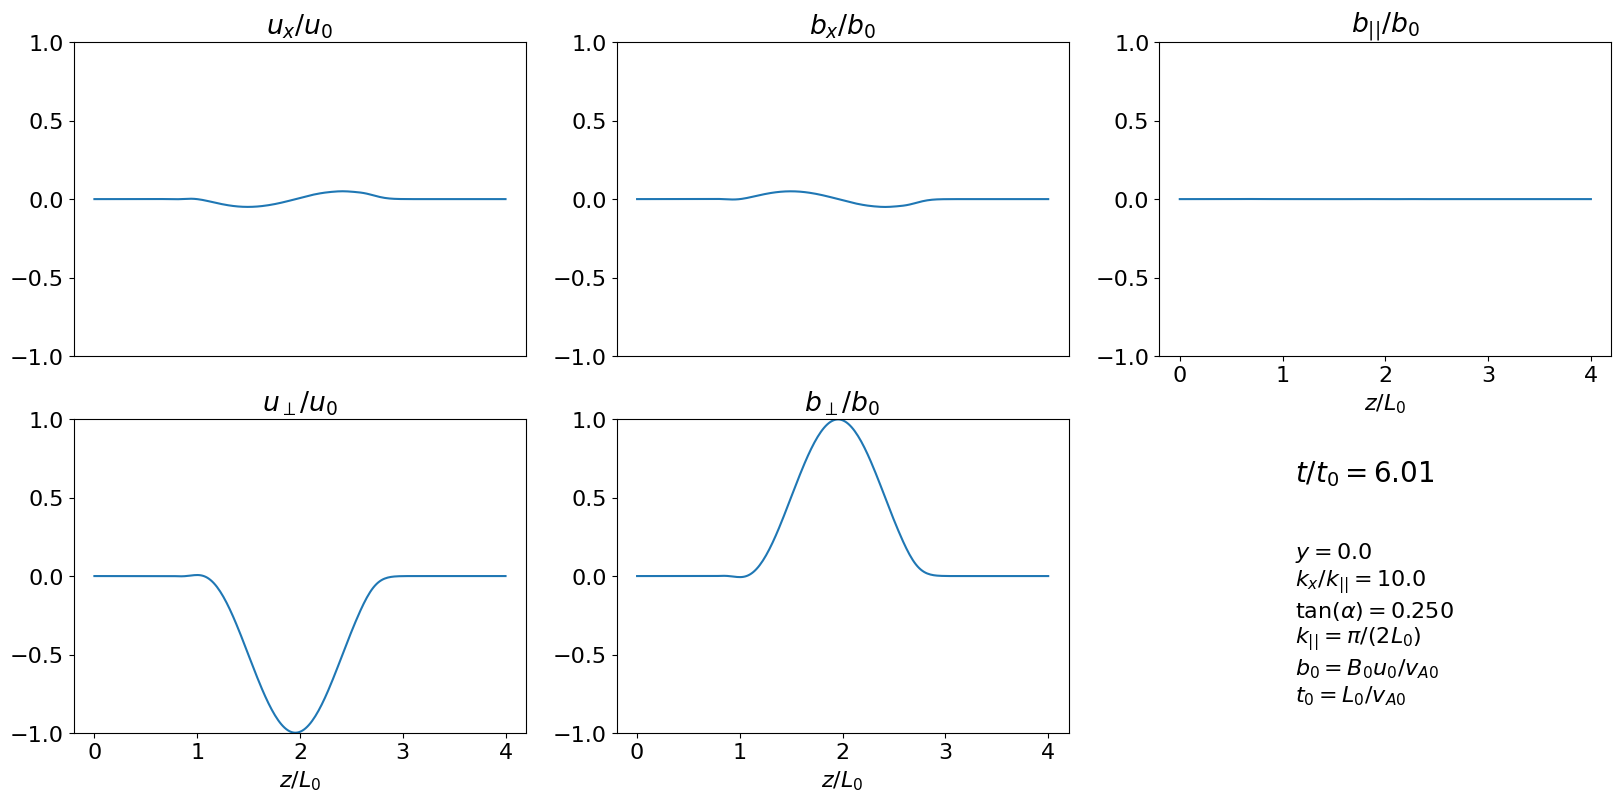 u_x/u_0
b_x/b_0
b_{||}/b_0
1.0
0.5
0.0
−0.5
−1.0
1.0
0.5
0.0
−0.5
−1.0
1.0
0.5
0.0
−0.5
−1.0
0 1 2 3 4
z/L_0
u_⊥/u_0
b_⊥/b_0
1.0
0.5
0.0
−0.5
−1.0
0 1 2 3 4
z/L_0
1.0
0.5
0.0
−0.5
−1.0
0 1 2 3 4
z/L_0
t/t_0 = 6.01
y = 0.0
k_x/k_{||} = 10.0
tan(α) = 0.250
k_{||} = π/(2L_0)
b_0 = B_0u_0/v_{A0}
t_0 = L_0/v_{A0}